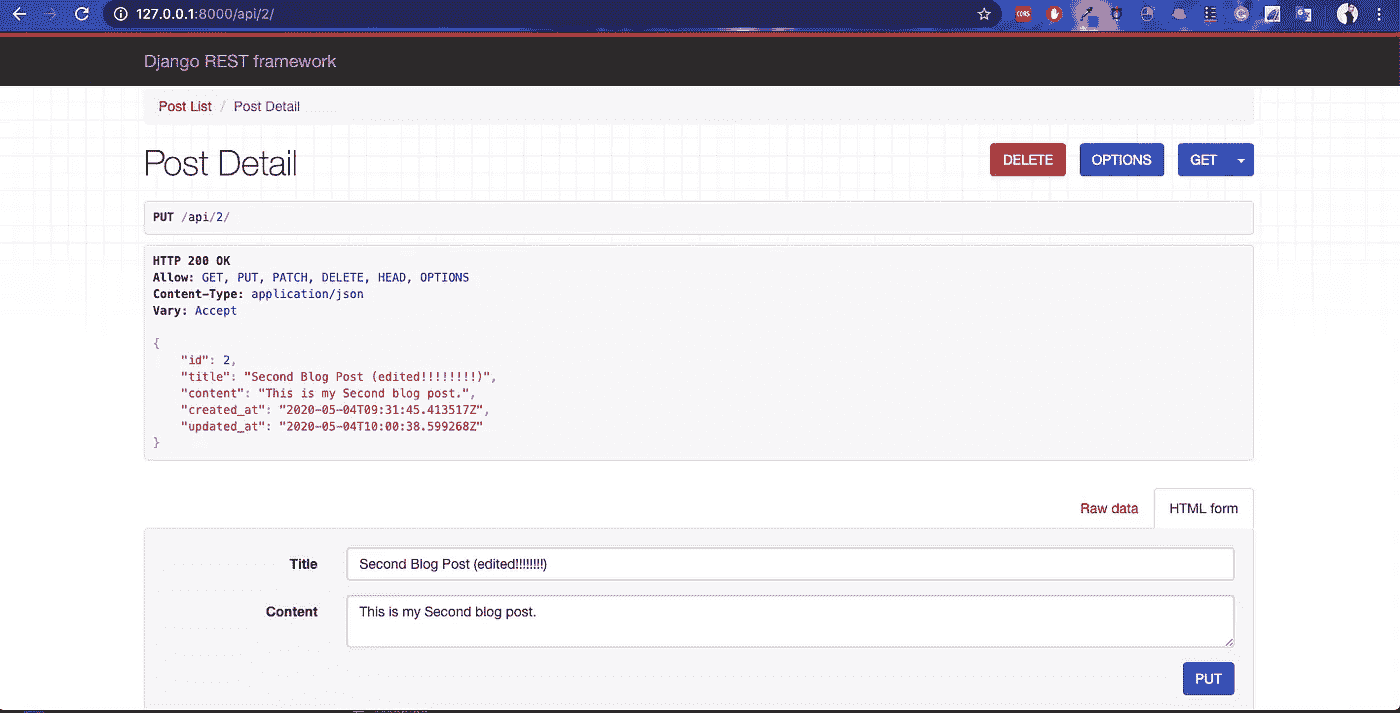 127.0.0.1:8000/api/2/
CORS
Django REST framework
Post List / Post Detail
Post Detail
DELETE OPTIONS GET
PUT /api/2/
HTTP 200 OK
Allow: GET, PUT, PATCH, DELETE, HEAD, OPTIONS
Content-Type: application/json
Vary: Accept
{
"id": 2,
"title": "Second Blog Post (edited!!!!!!!!)",
"content": "This is my Second blog post.",
"created_at": "2020-05-04T09:31:45.413517Z",
"updated_at": "2020-05-04T10:00:38.599268Z"
}
Raw data HTML form
Title Second Blog Post (edited!!!!!!!!)
Content This is my Second blog post.
PUT